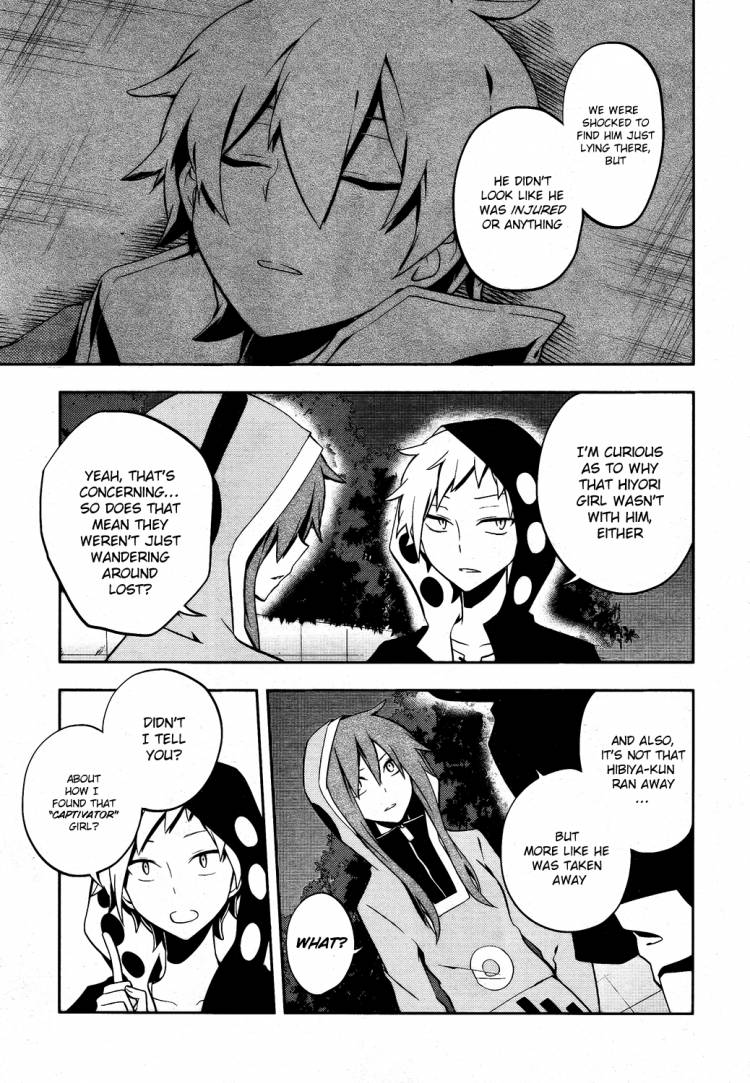 WE WERE
SHOCKED TO
FIND HIM JUST
LYING THERE,
BUT
HE DIDN'T
LOOK LIKE HE
WAS INJURED
OR ANYTHING
I'M CURIOUS
AS TO WHY
THAT HIYORI
GIRL WASN'T
WITH HIM,
EITHER
YEAH, THAT'S
CONCERNING...
SO DOES THAT
MEAN THEY
WEREN'T JUST
WANDERING
AROUND
LOST?
AND ALSO,
IT'S NOT THAT
HIBIYA-KUN
RAN AWAY
...
BUT
MORE LIKE HE
WAS TAKEN
AWAY
WHAT?
DIDN'T
I TELL
YOU?
ABOUT
HOW I
FOUND THAT
"CAPTIVATOR"
GIRL?